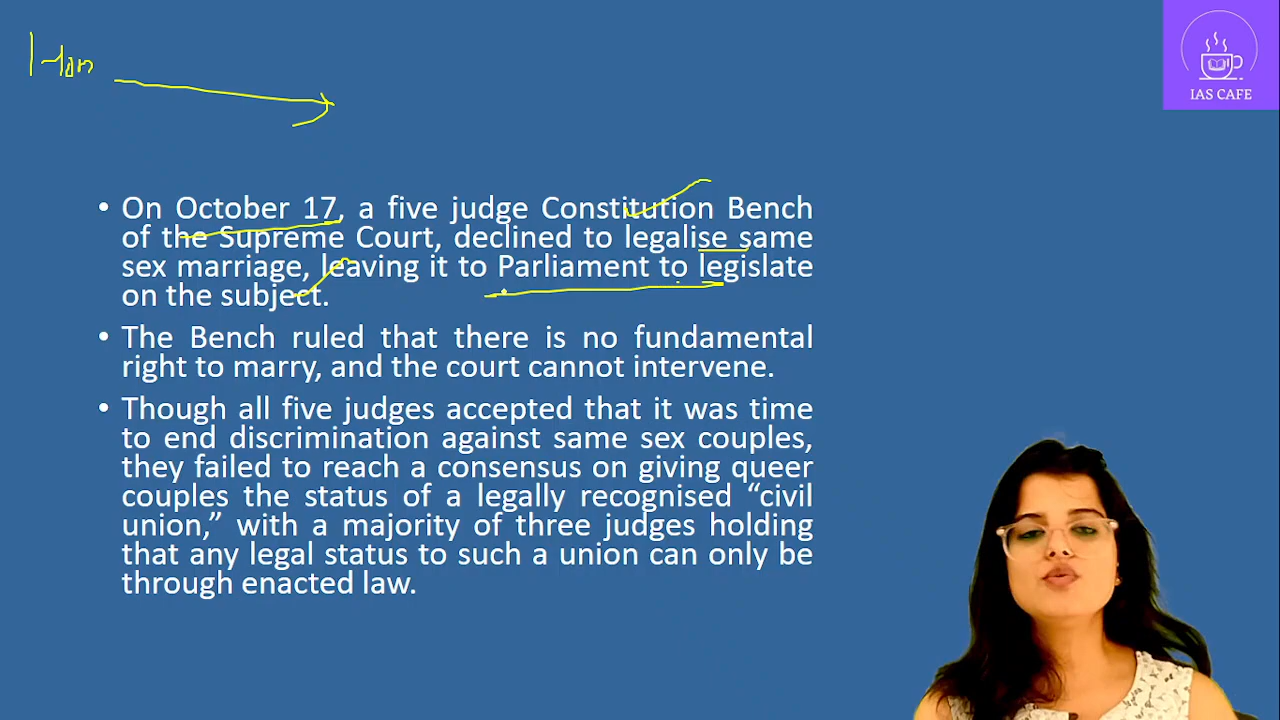 IAS CAFE
• On October 17, a five judge Constitution Bench
of the Supreme Court, declined to legalise same
sex marriage, leaving it to Parliament to legislate
on the subject.
• The Bench ruled that there is no fundamental
right to marry, and the court cannot intervene.
• Though all five judges accepted that it was time
to end discrimination against same sex couples,
they failed to reach a consensus on giving queer
couples the status of a legally recognised “civil
union,” with a majority of three judges holding
that any legal status to such a union can only be
through enacted law.